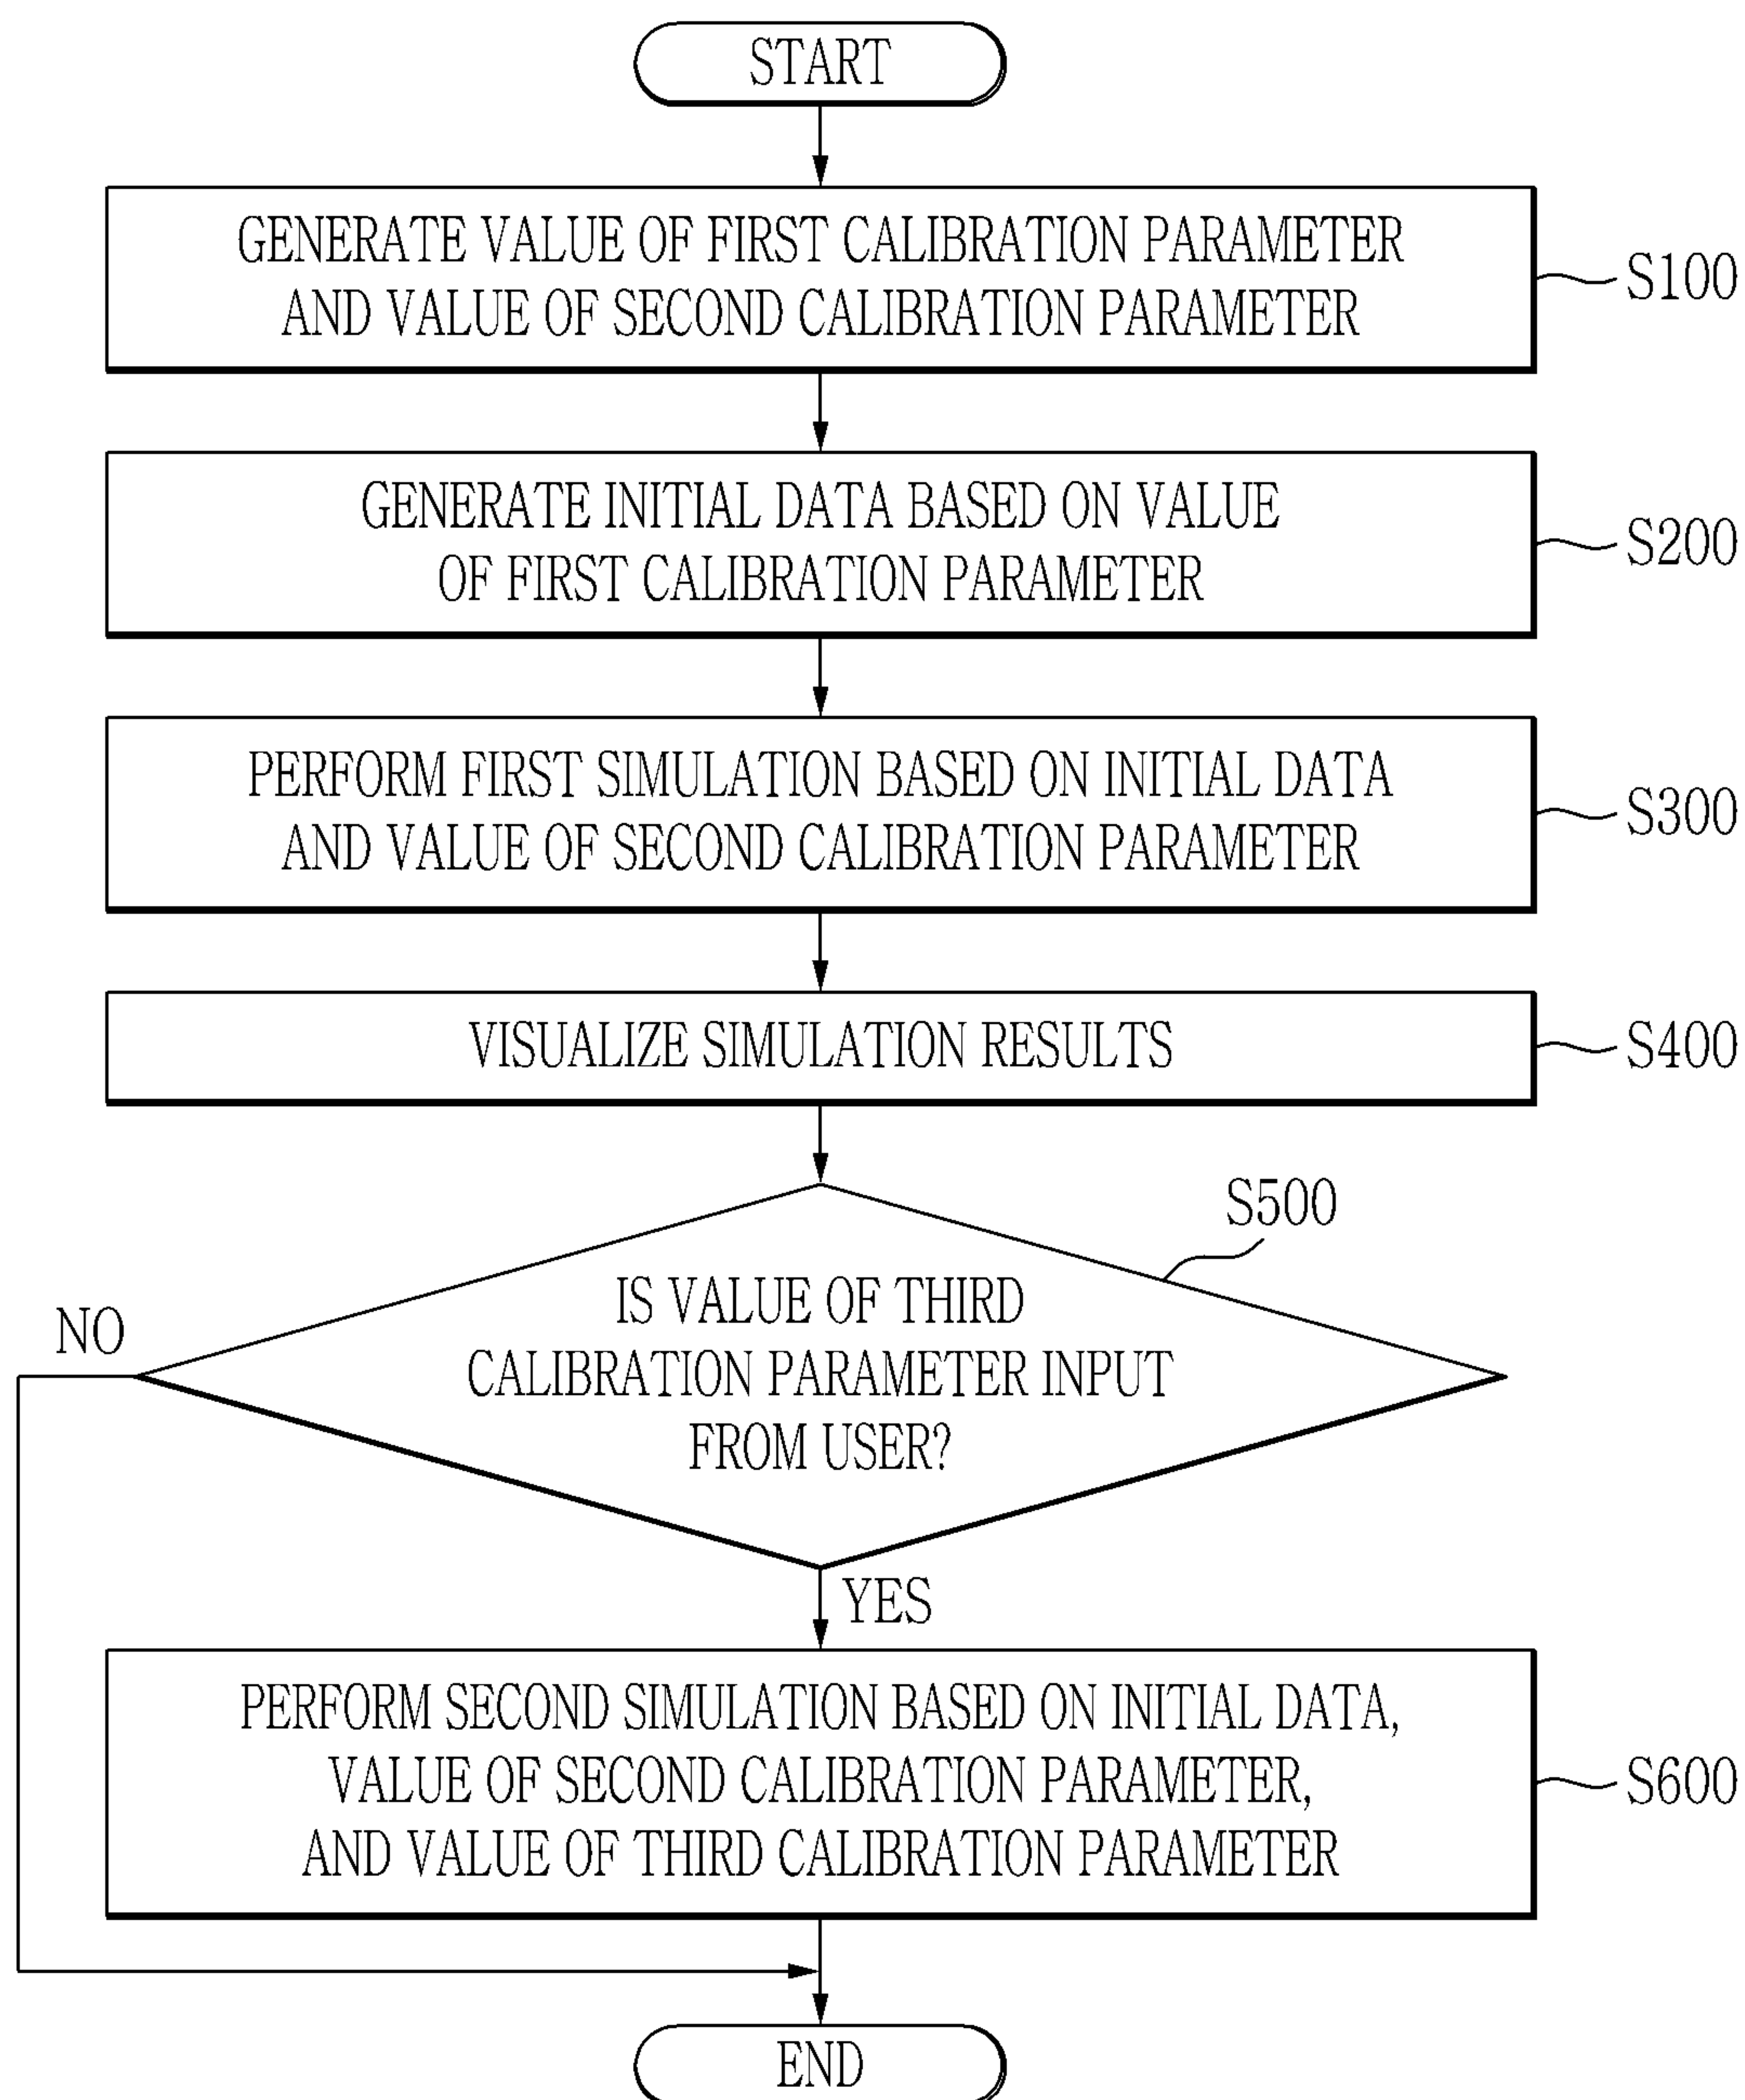 START
GENERATE VALUE OF FIRST CALIBRATION PARAMETER
AND VALUE OF SECOND CALIBRATION PARAMETER
S100
GENERATE INITIAL DATA BASED ON VALUE
OF FIRST CALIBRATION PARAMETER
S200
PERFORM FIRST SIMULATION BASED ON INITIAL DATA
AND VALUE OF SECOND CALIBRATION PARAMETER
S300
VISUALIZE SIMULATION RESULTS
S400
S500
IS VALUE OF THIRD
CALIBRATION PARAMETER INPUT
FROM USER?
NO
YES
PERFORM SECOND SIMULATION BASED ON INITIAL DATA,
VALUE OF SECOND CALIBRATION PARAMETER,
AND VALUE OF THIRD CALIBRATION PARAMETER
S600
END